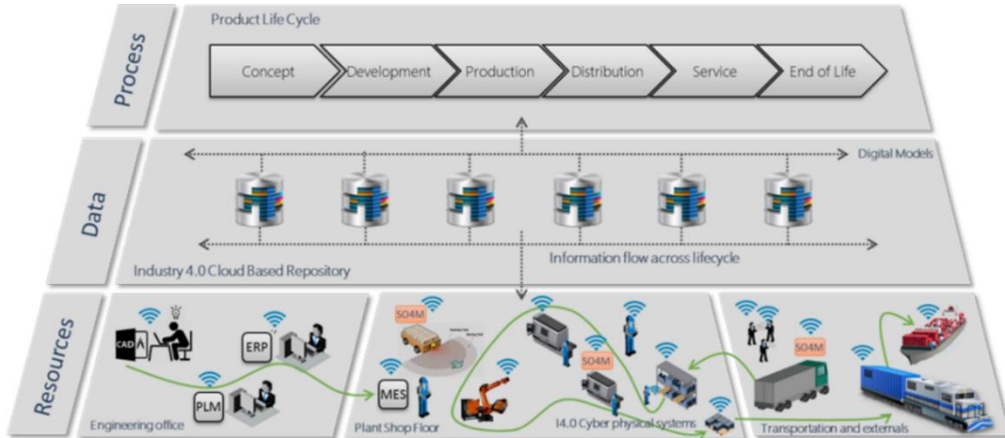 Process
Product Life Cycle
Concept
Development
Production
Distribution
Service
End of Life
Data
Digital Models
Industry 4.0 Cloud Based Repository
Information flow across lifecycle
Resources
CAD
ERP
PLM
Engineering office
SO4M
MES
Plant Shop Floor
SO4M
I4.0 Cyber physical systems
SO4M
Transportation and externals